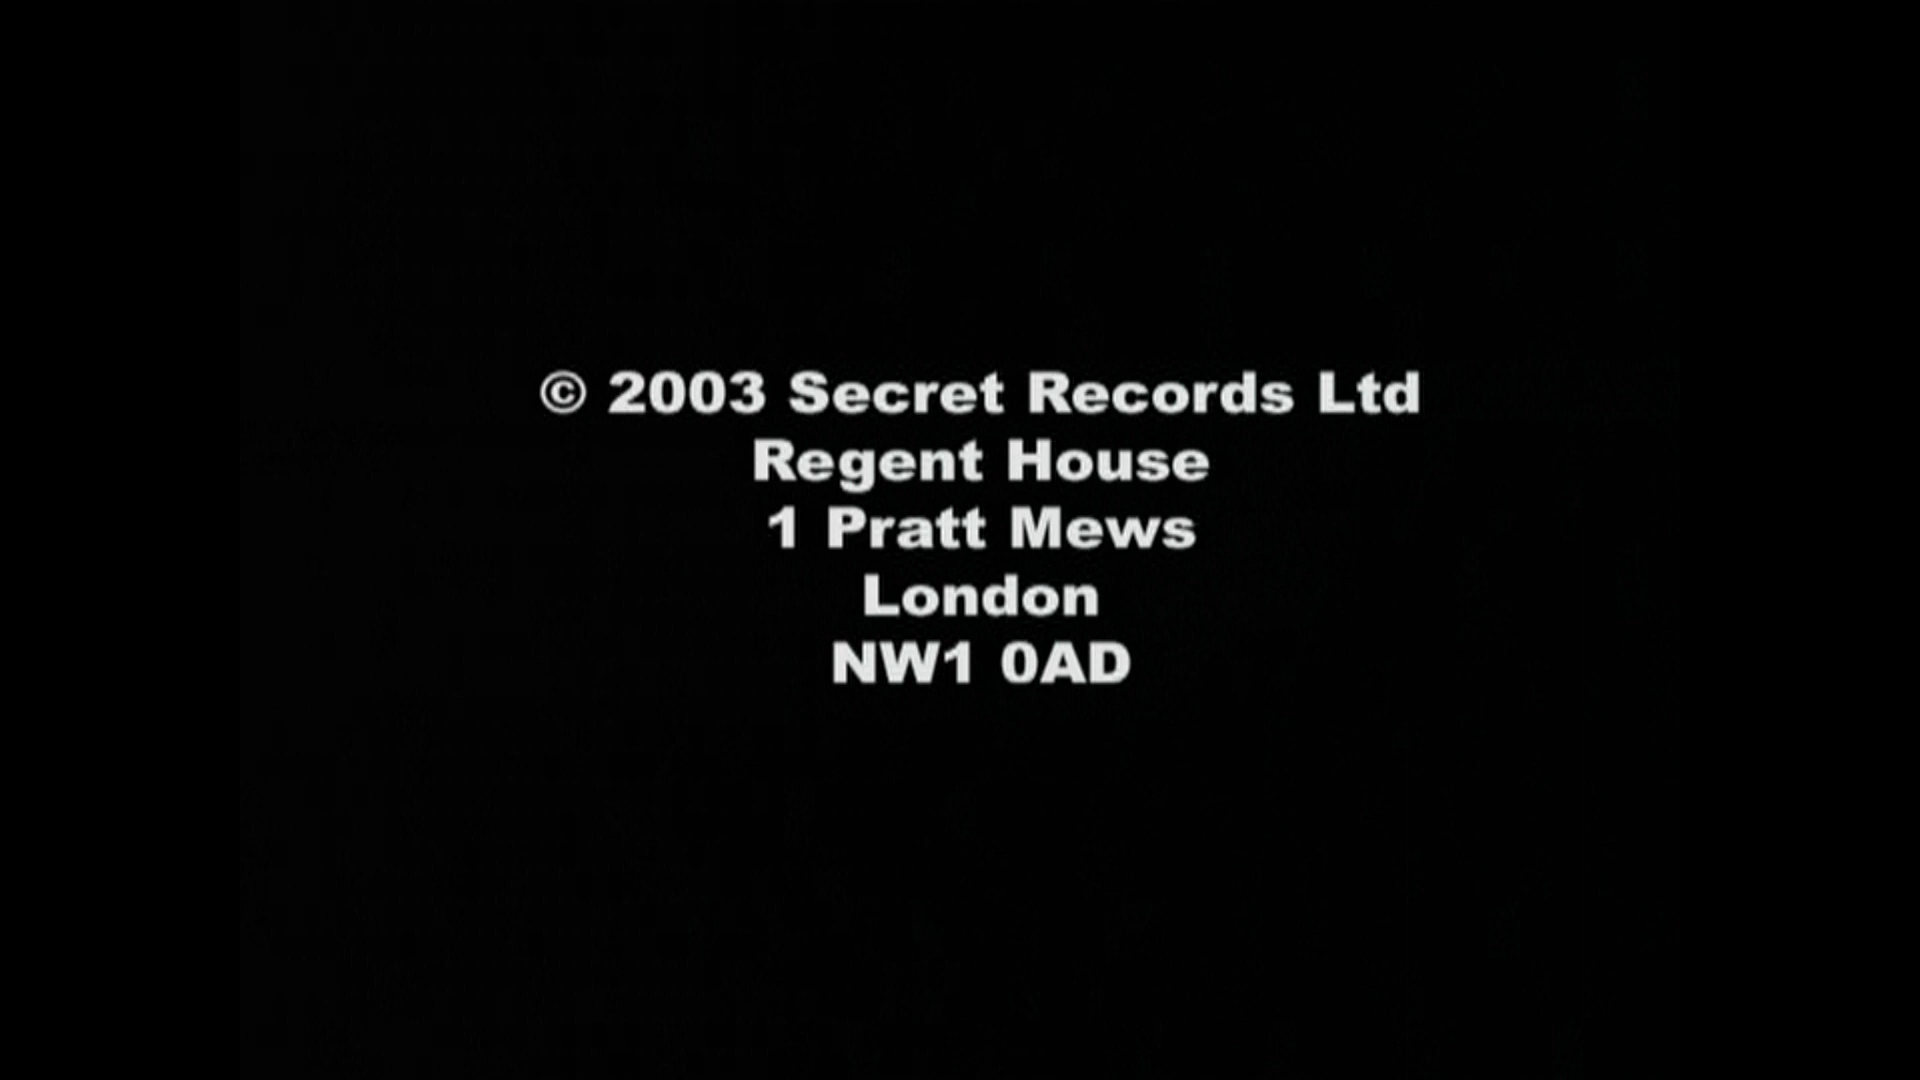 © 2003 Secret Records Ltd
Regent House
1 Pratt Mews
London
NW1 0AD